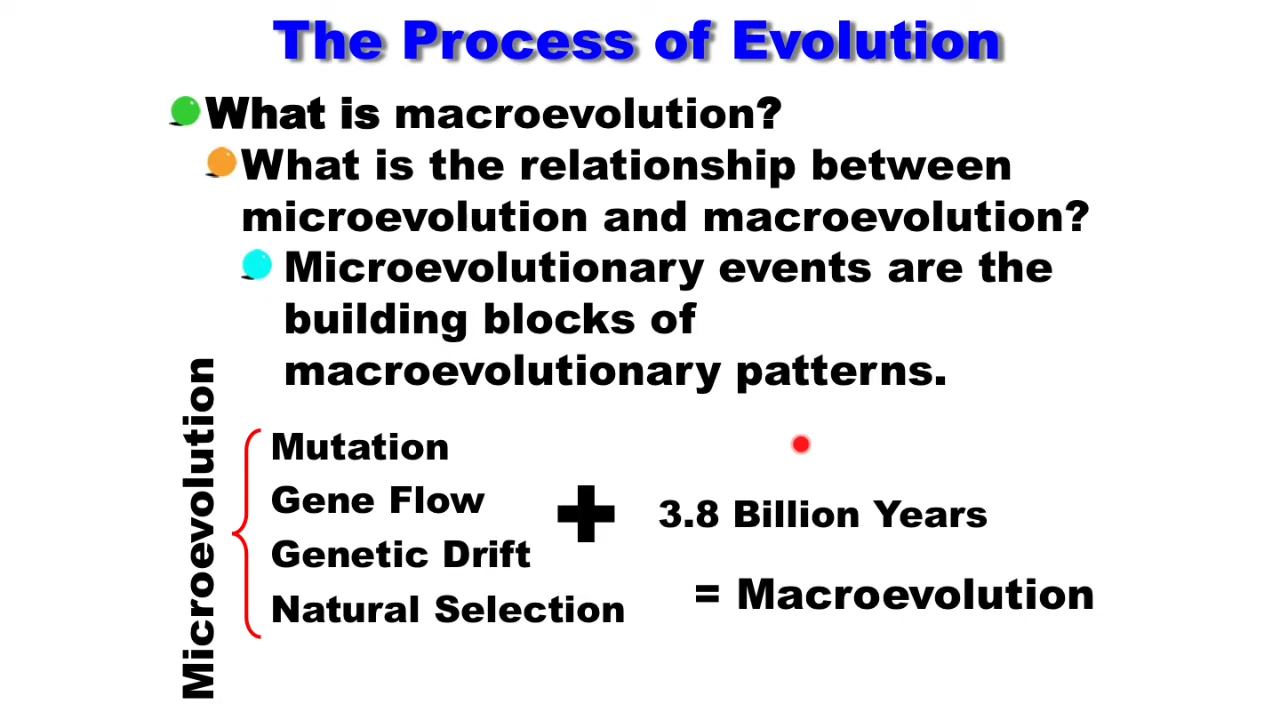 The Process of Evolution
What is macroevolution?
What is the relationship between
microevolution and macroevolution?
Microevolutionary events are the
building blocks of
macroevolutionary patterns.
Microevolution
Mutation
Gene Flow
Genetic Drift
Natural Selection
+
3.8 Billion Years
= Macroevolution